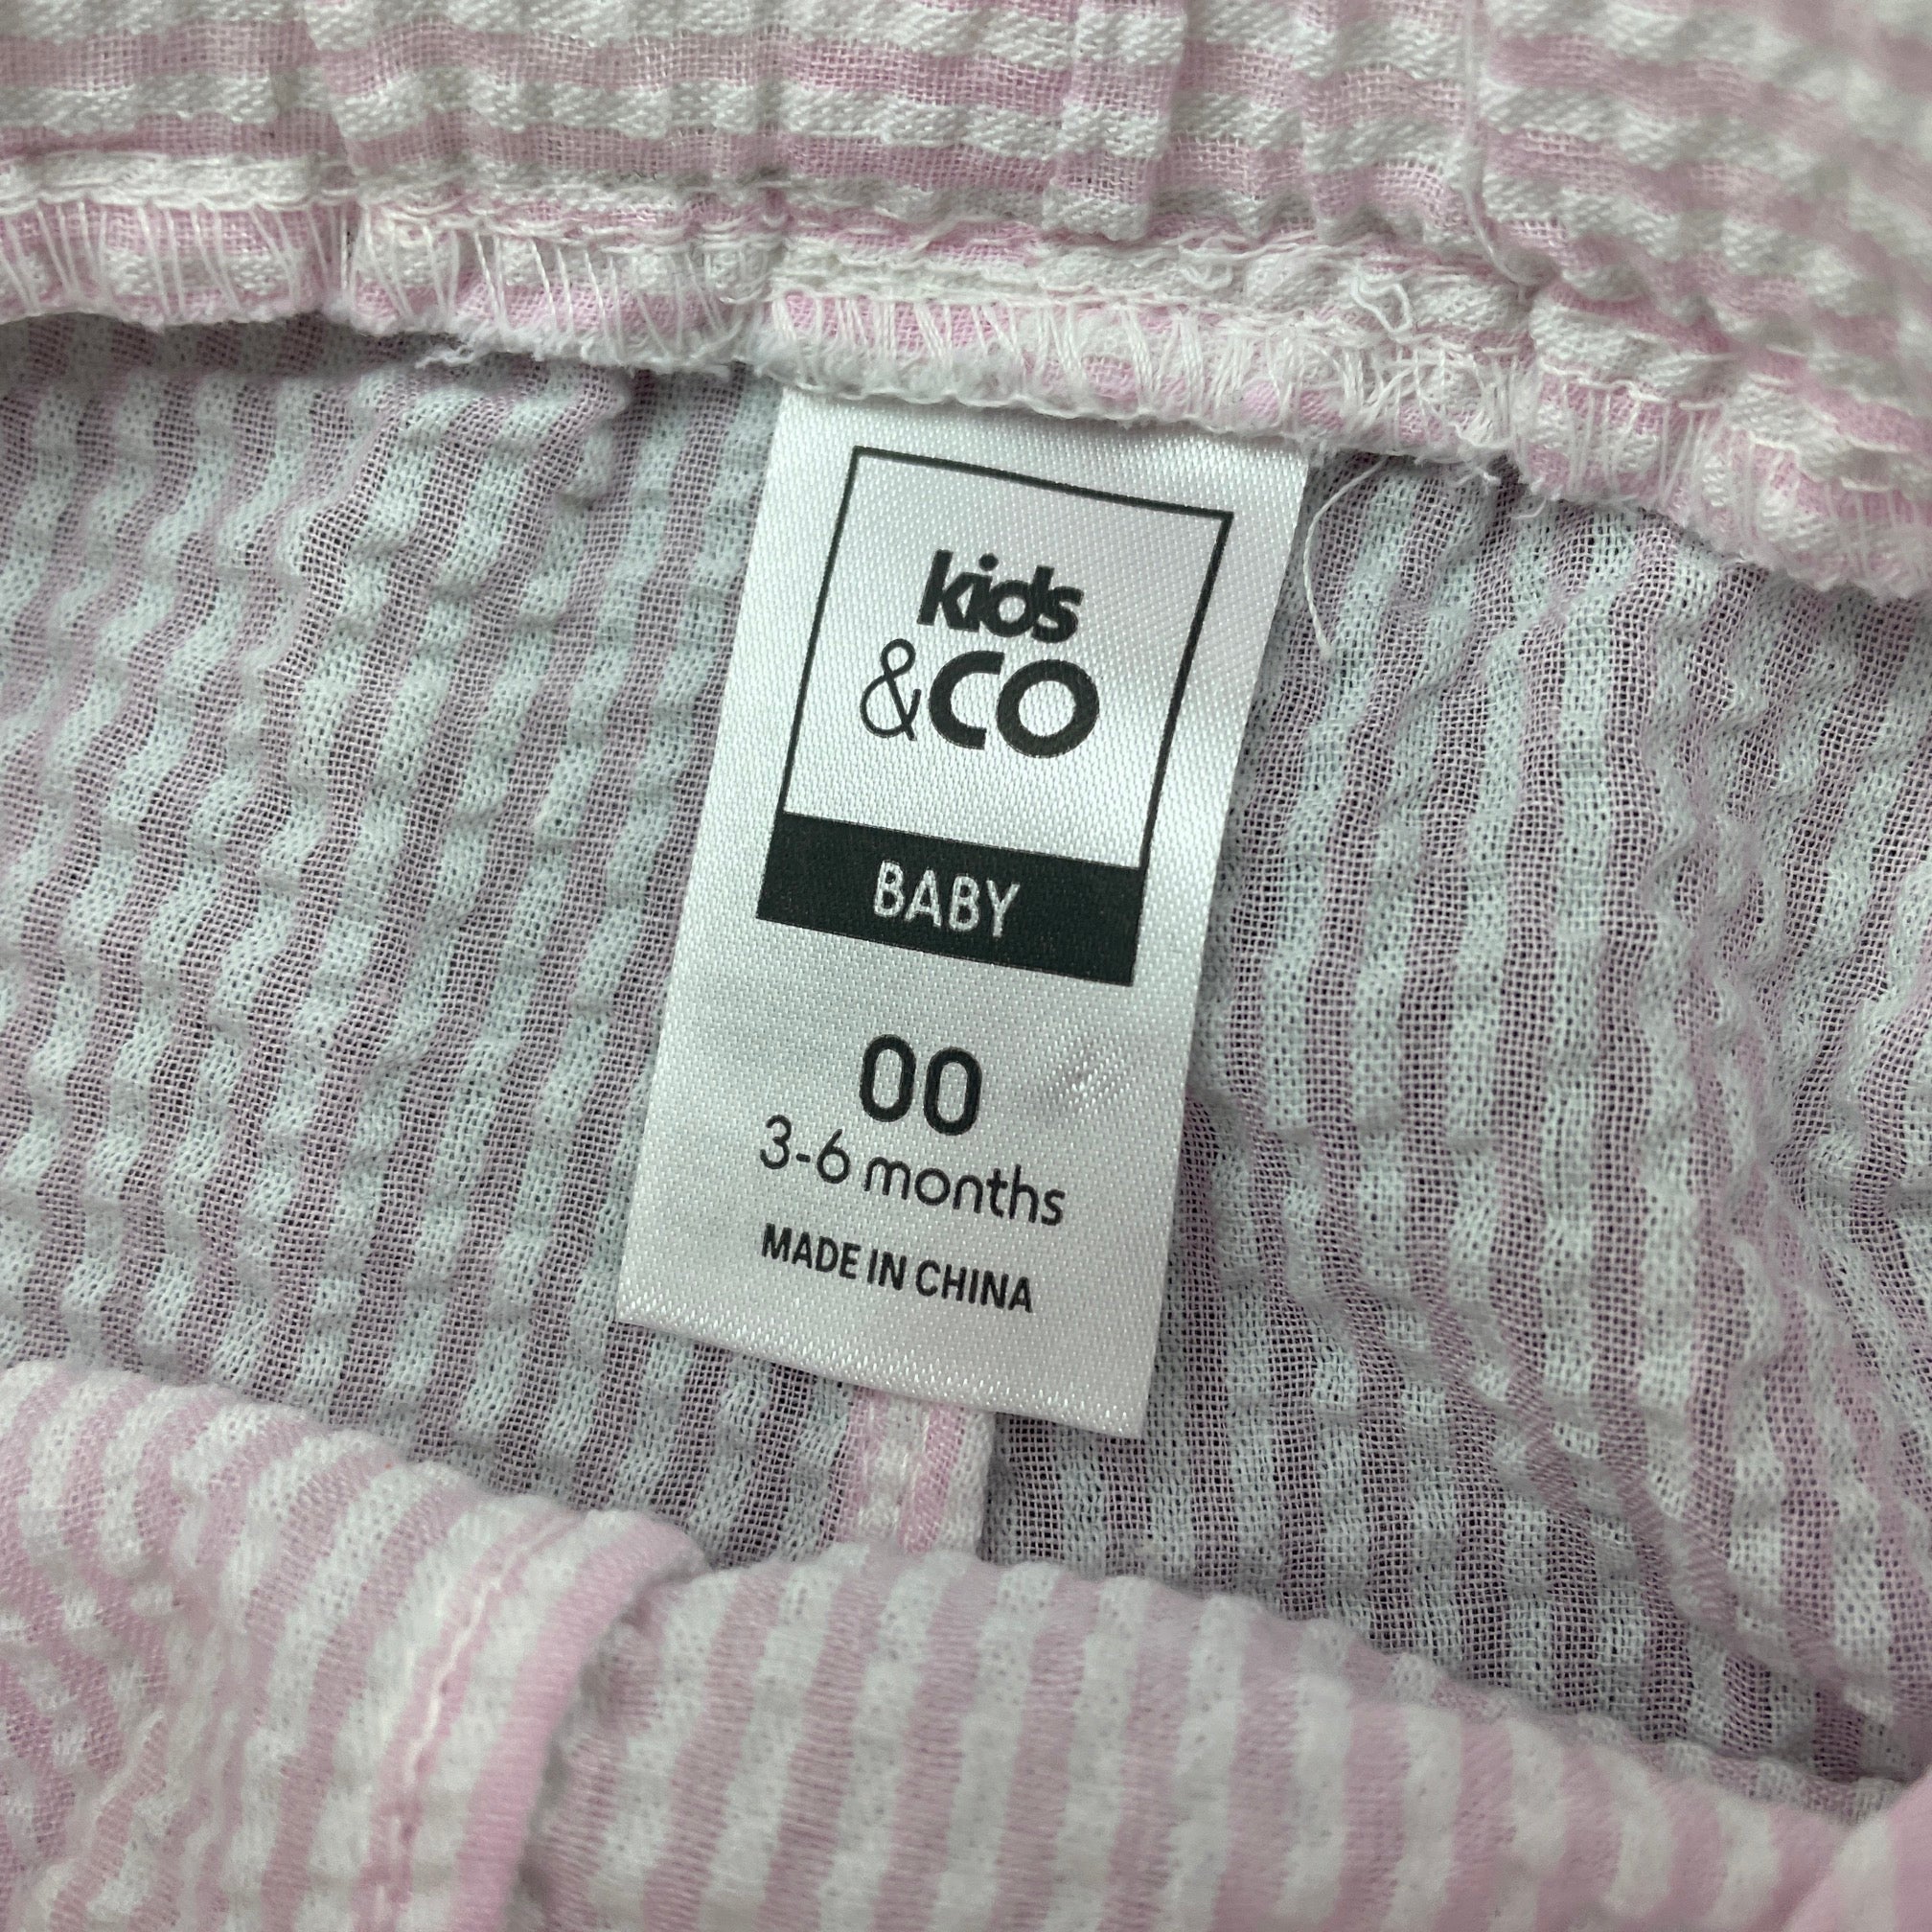 kids
&CO
BABY
00
3-6 months
MADE IN CHINA